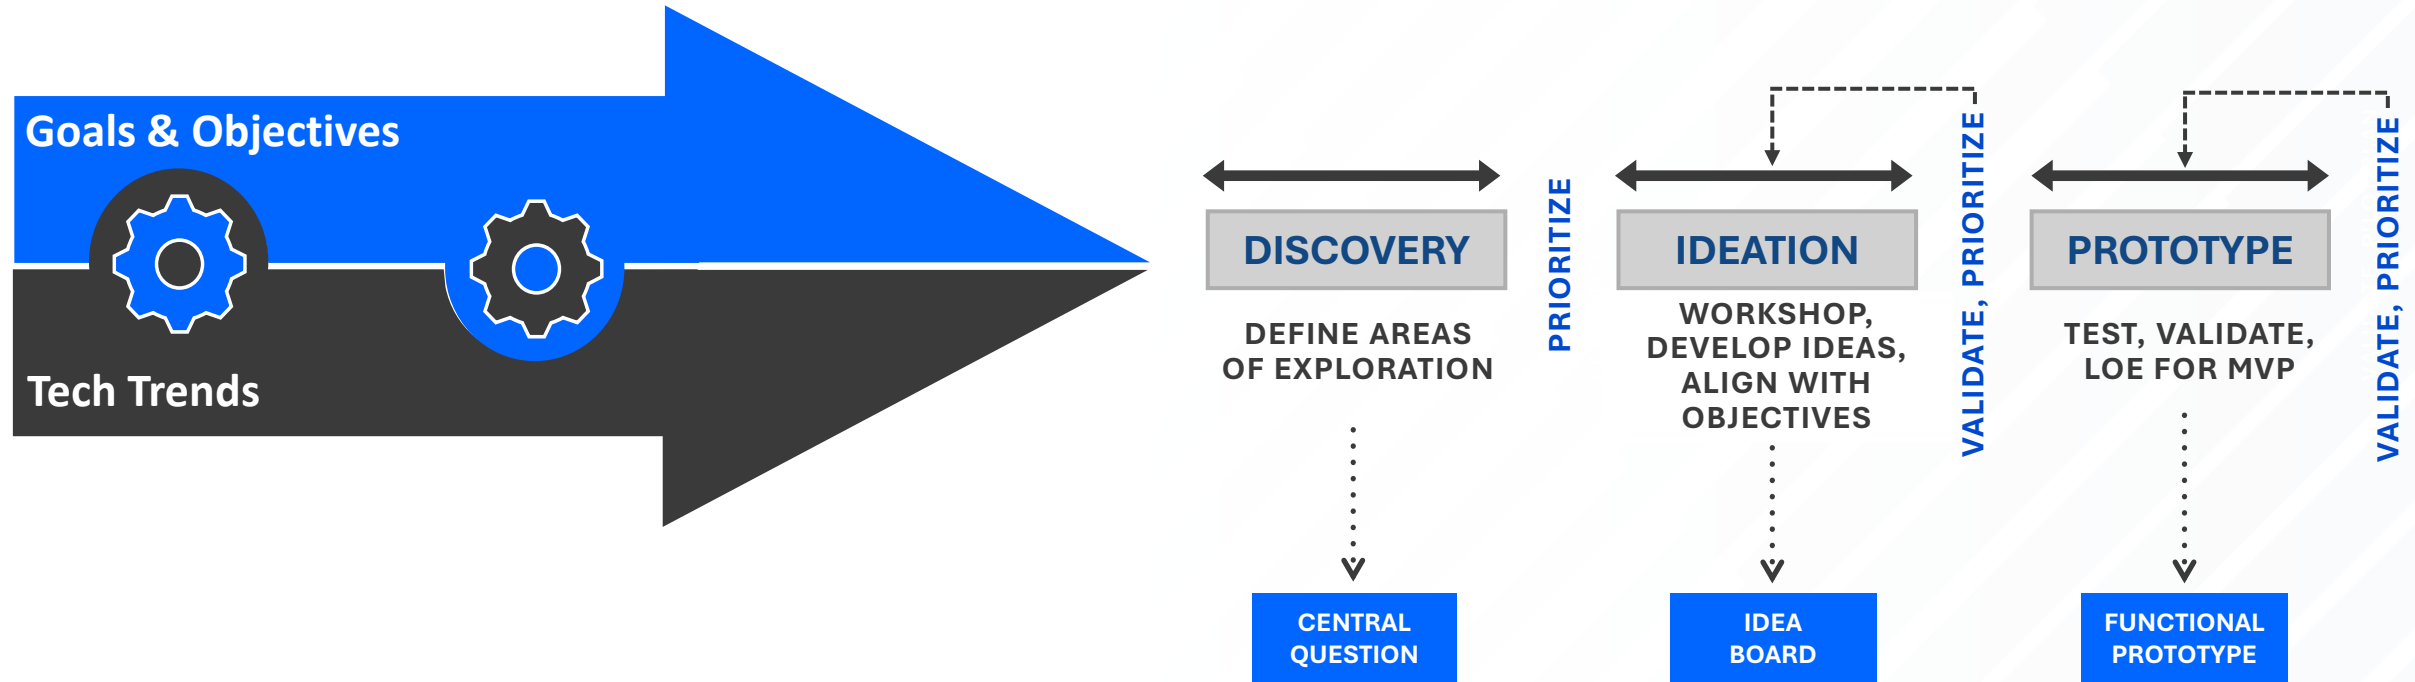 Goals & Objectives
Tech Trends
DISCOVERY
DEFINE AREAS
OF EXPLORATION
CENTRAL
QUESTION
PRIORITIZE
IDEATION
WORKSHOP,
DEVELOP IDEAS,
ALIGN WITH
OBJECTIVES
IDEA
BOARD
VALIDATE, PRIORITIZE
PROTOTYPE
TEST, VALIDATE,
LOE FOR MVP
FUNCTIONAL
PROTOTYPE
VALIDATE, PRIORITIZE